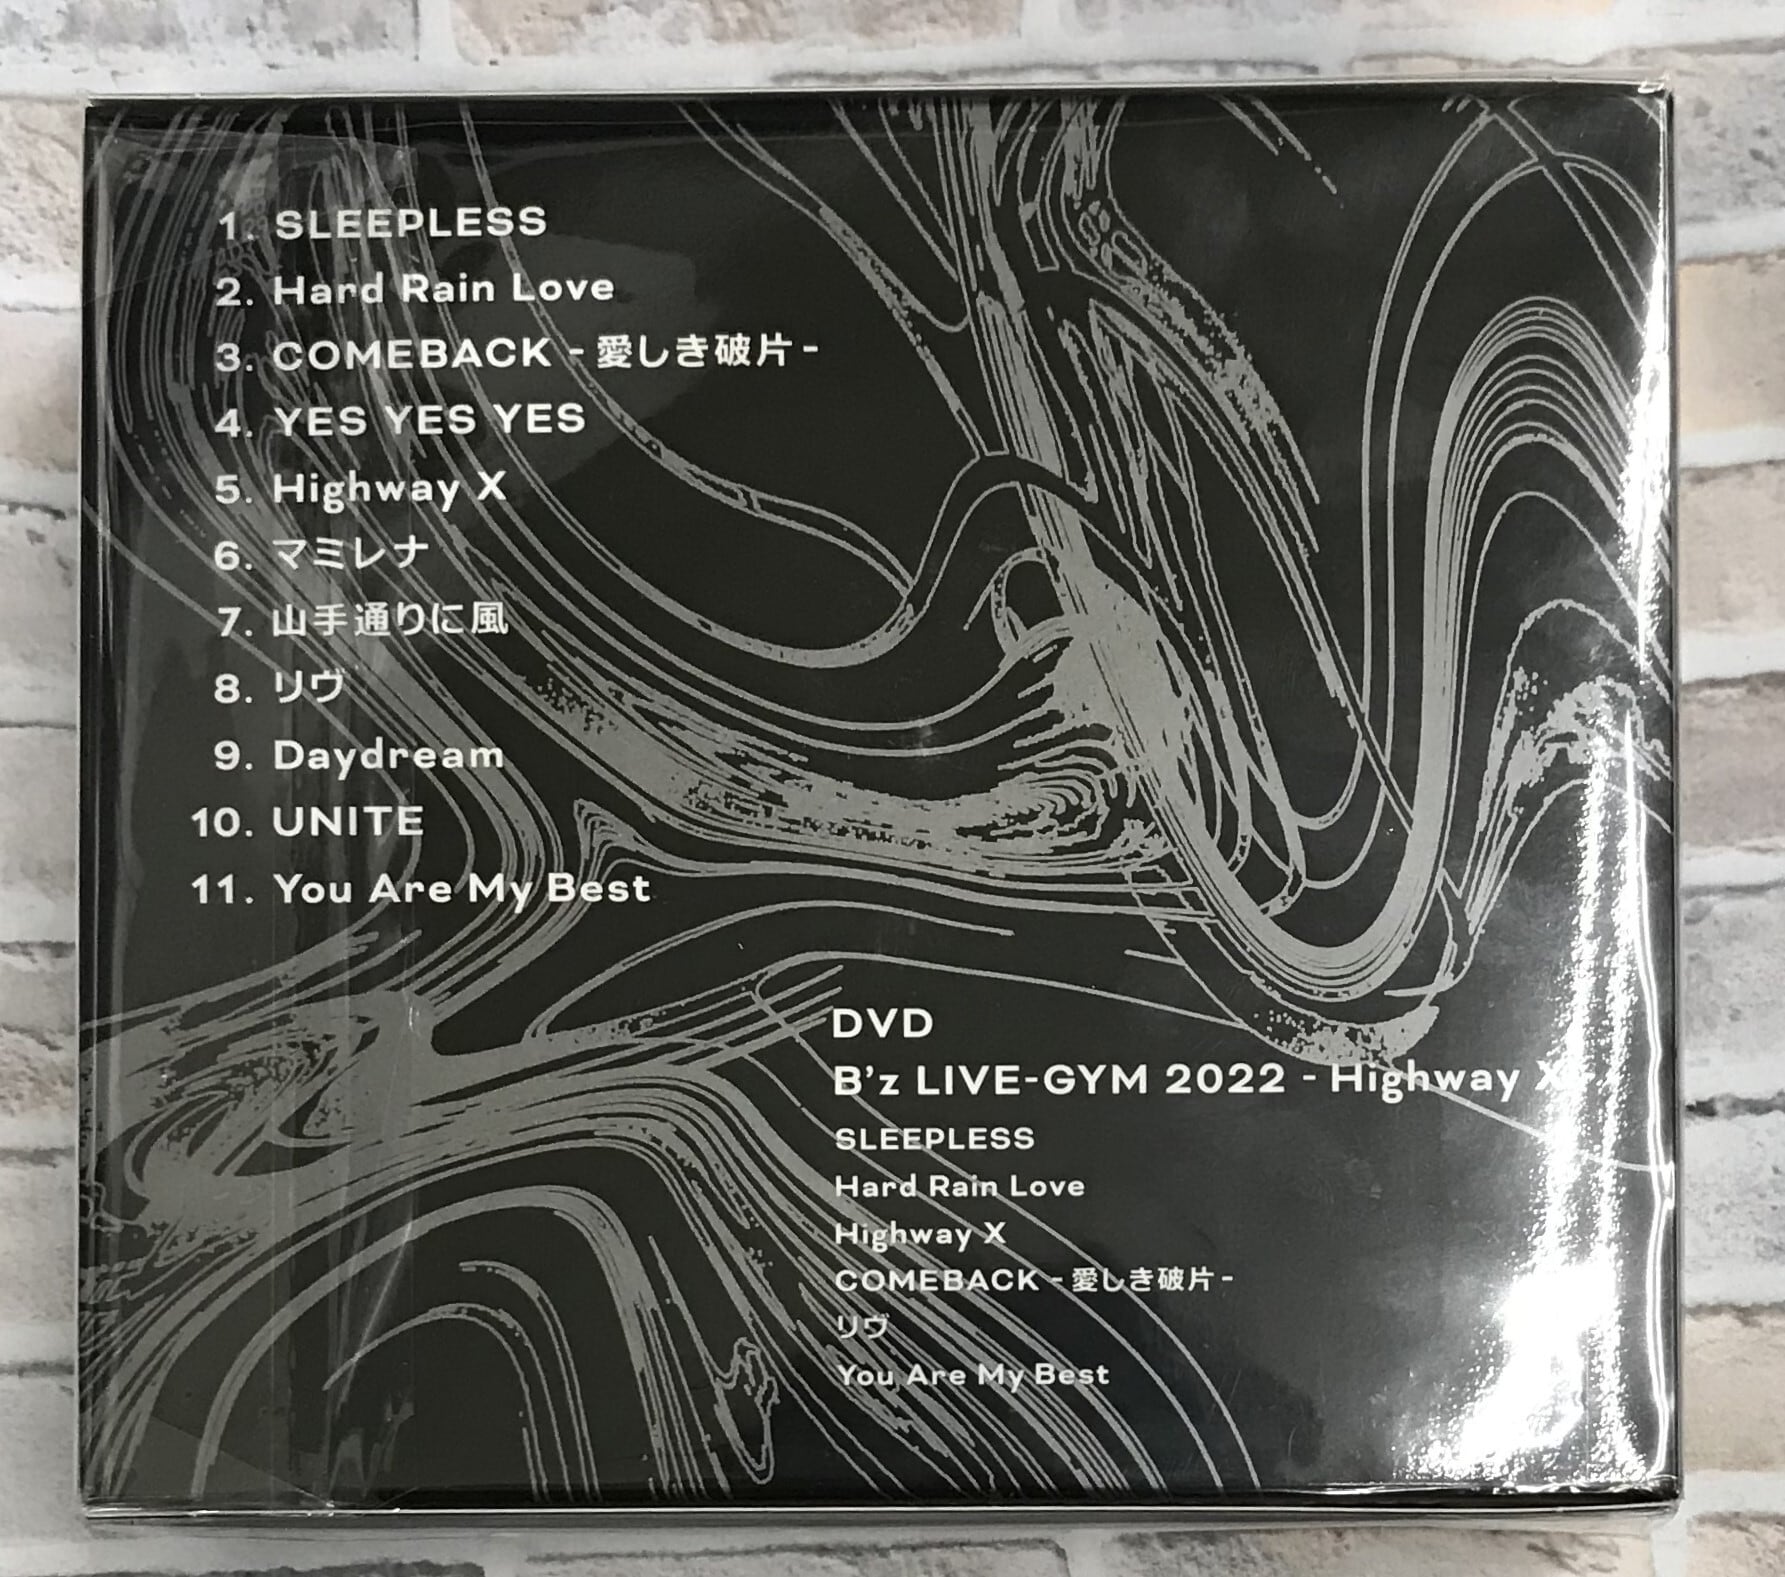 1. SLEEPLESS
2. Hard Rain Love
3. COMEBACK -愛しき破片-
4. YES YES YES
5. Highway X
6. マミレナ
7. 山手通りに風
8. リヴ
9. Daydream
10. UNITE
11. You Are My Best
DVD
B'z LIVE-GYM 2022 -Highway X-
SLEEPLESS
Hard Rain Love
Highway X
COMEBACK -愛しき破片-
リヴ
You Are My Best